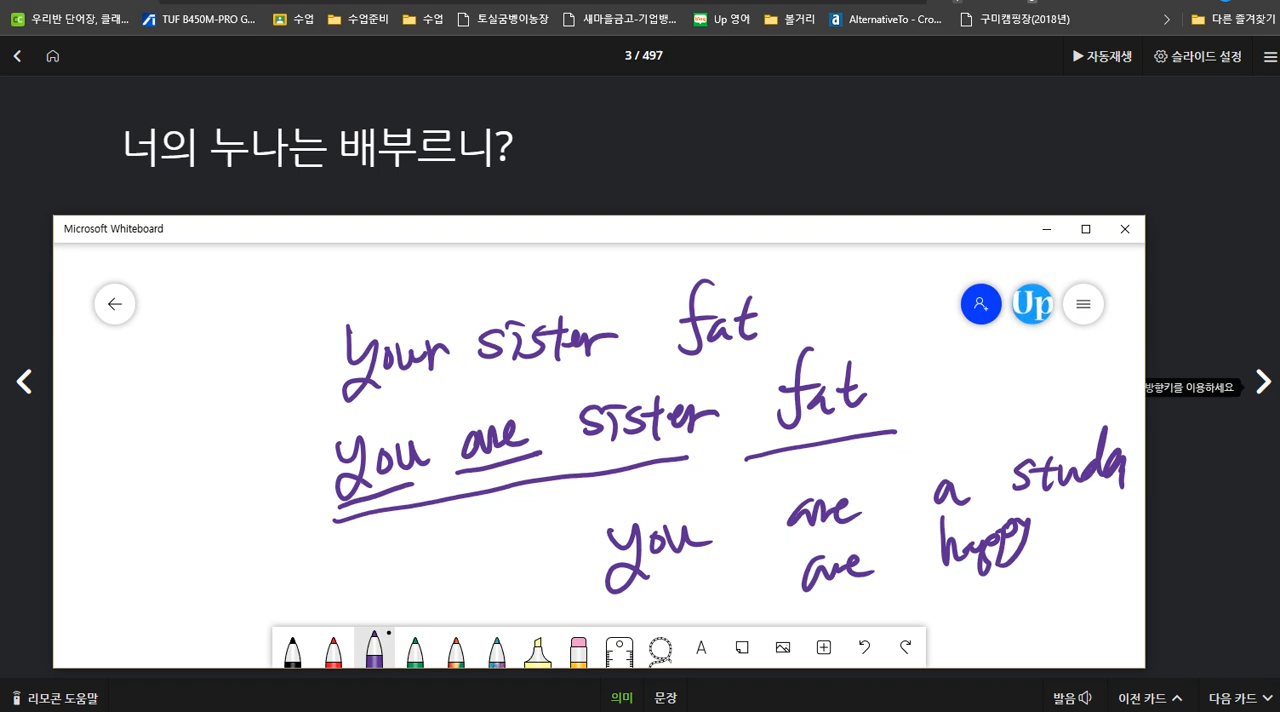 우리반 단어장, 클래... TUF B450M-PRO G... 수업 수업준비 수업 토실굼벵이농장 새마을금고-기업뱅... Up 영어 볼거리 AlternativeTo - Cro... 구미캠핑장(2018년) 다른 즐겨찾기
3 / 497 자동재생 슬라이드 설정
너의 누나는 배부르니?
Microsoft Whiteboard
Up
Your sister fat
방향키를 이용하세요
You are sister fat
you are a stud
are happy
A
리모콘 도움말 의미 문장 발음 이전 카드 다음 카드